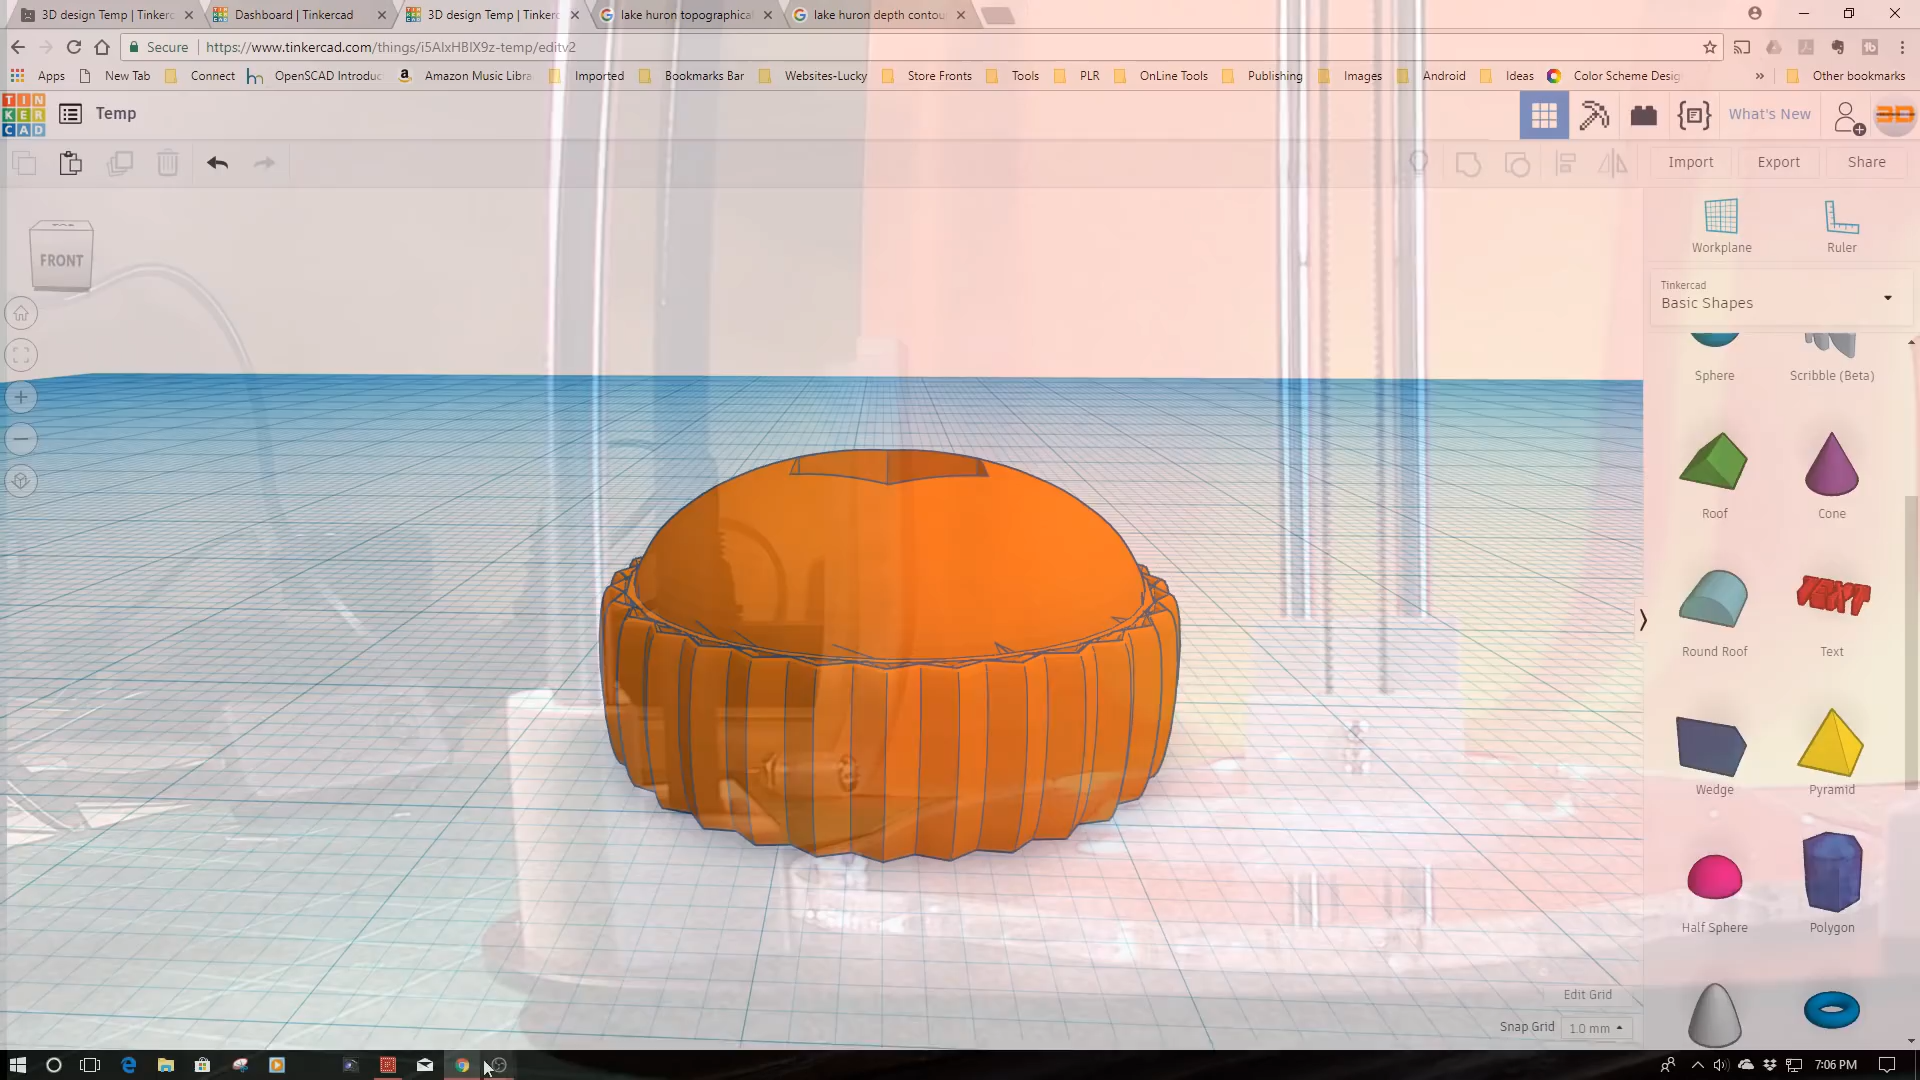 3D design Temp | Tinkerc
Dashboard | Tinkercad
3D design Temp | Tinkerc
lake huron topographica
lake huron depth contou
Secure
https://www.tinkercad.com/things/i5AlxHBlX9z-temp/editv2
Apps
New Tab
Connect
OpenSCAD Introduc
Amazon Music Libra
Imported
Bookmarks Bar
Websites-Lucky
Store Fronts
Tools
PLR
OnLine Tools
Publishing
Images
Android
Ideas
Color Scheme Desig
»
Other bookmarks
TIN
KER
CAD
Temp
What's New
3D
Import
Export
Share
FRONT
Workplane
Ruler
Tinkercad
Basic Shapes
Sphere
Scribble (Beta)
Roof
Cone
Round Roof
TEXT
Text
Wedge
Pyramid
Half Sphere
Polygon
Edit Grid
Snap Grid
1.0 mm
7:06 PM